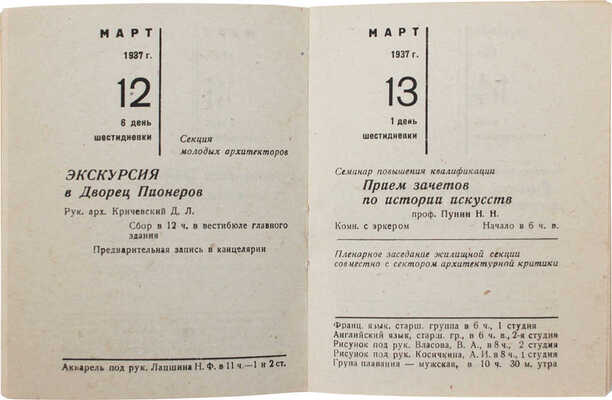 МАРТ
1937 г.
12
6 день
шестидневки
Секция
молодых архитекторов
ЭКСКУРСИЯ
в Дворец Пионеров
Рук. арх. Кричевский Д. Л.
Сбор в 12 ч. в вестибюле главного
здания
Предварительная запись в канцелярии
Акварель под рук. Лапшина Н. Ф. в 11 ч.—1 и 2 ст.
МАРТ
1937 г.
13
1 день
шестидневки
Семинар повышения квалификации
Прием зачетов
по истории искусств
проф. Пунин Н. Н.
Комн. с эркером Начало в 6 ч. в.
Пленарное заседание жилищной секции
совместно с сектором архитектурной критики
Франц. язык, старш. группа в 6 ч., 1 студия
Английский язык, старш. гр., в 6 ч. в., 2-я студия
Рисунок под рук. Власова, В. А., в 8 ч., 2 студия
Рисунок под рук. Косячкина, А. И. в 8 ч., 1 студия
Група плавания — мужская, в 10 ч. 30 м. утра